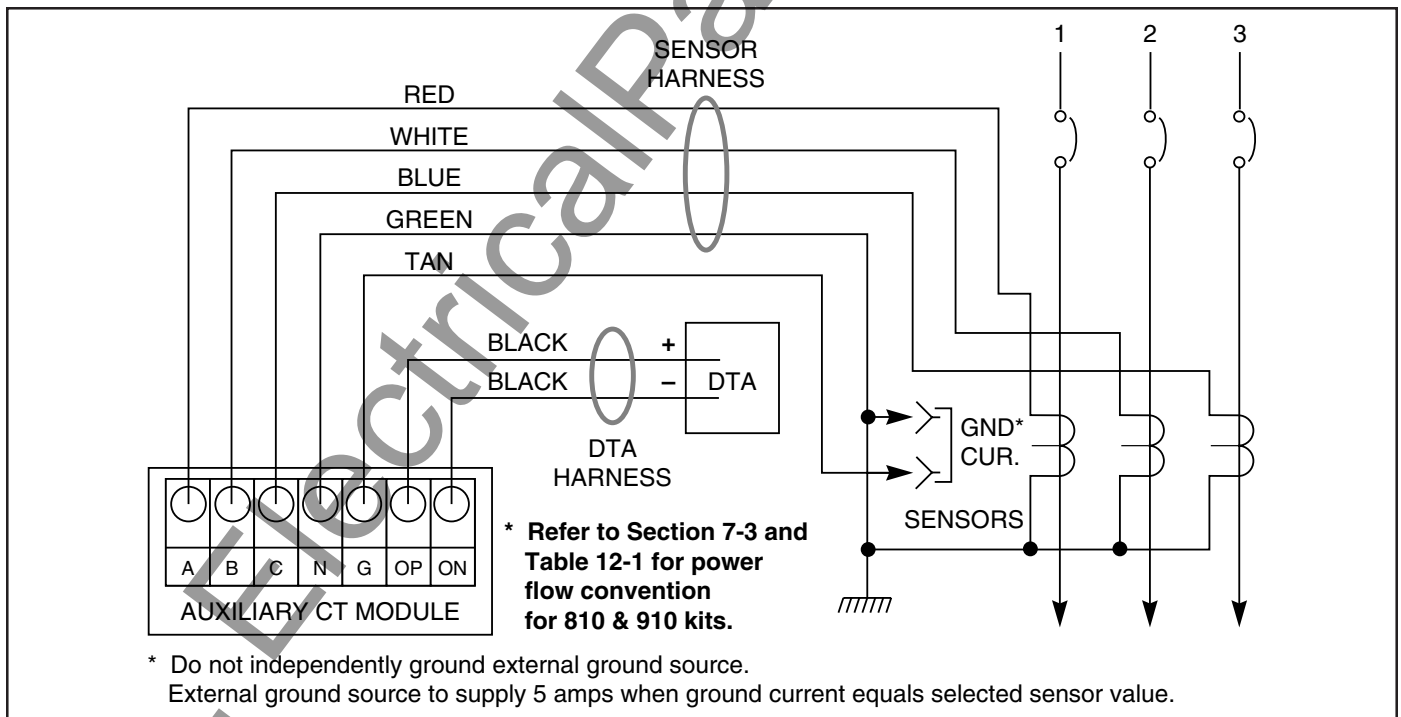 1 2 3
SENSOR
HARNESS
RED
WHITE
BLUE
GREEN
TAN
BLACK +
BLACK –
DTA
DTA
HARNESS
GND*
CUR.
SENSORS
A B C N G OP ON
AUXILIARY CT MODULE
* Refer to Section 7-3 and
Table 12-1 for power
flow convention
for 810 & 910 kits.
* Do not independently ground external ground source.
External ground source to supply 5 amps when ground current equals selected sensor value.
ElectricalPa